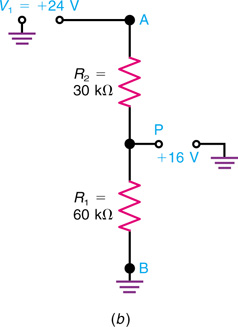 V₁ = +24 V
A
R₂ =
30 kΩ
P
+16 V
R₁ =
60 kΩ
B
(b)